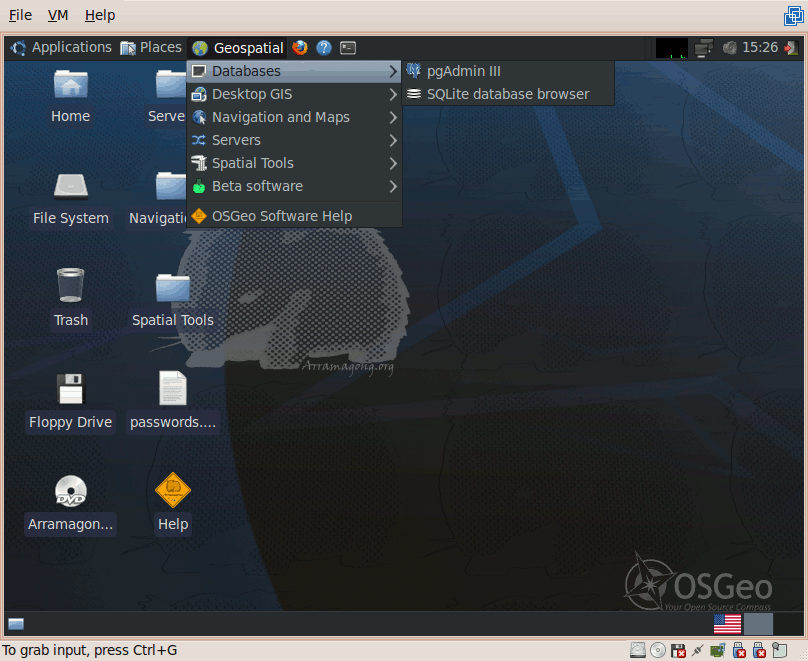 File VM Help
Applications Places Geospatial 15:26
Databases pgAdmin III
Desktop GIS SQLite database browser
Navigation and Maps
Servers
Spatial Tools
Beta software
OSGeo Software Help
Home Serve
File System Navigatio
Trash Spatial Tools
Arramagong.org
Floppy Drive passwords....
DVD
Arramagon... Help
OSGeo
Your Open Source Compass
To grab input, press Ctrl+G